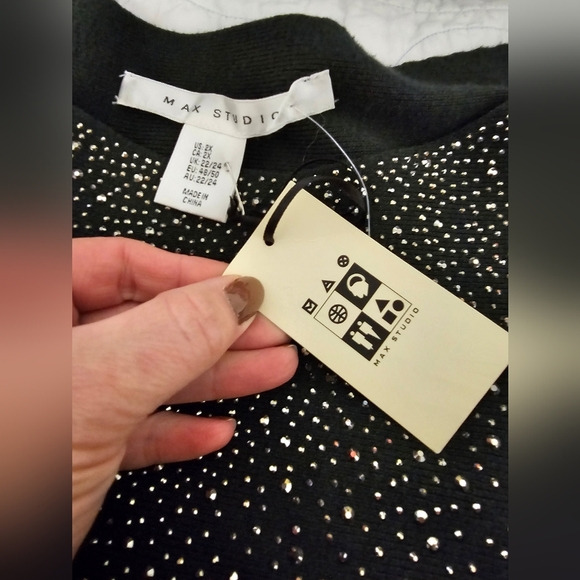 MAX STUDIO
US: 2X
CA: 2X
UK: 22/24
EU: 48/50
AU: 22/24
MADE IN
CHINA
MAX STUDIO